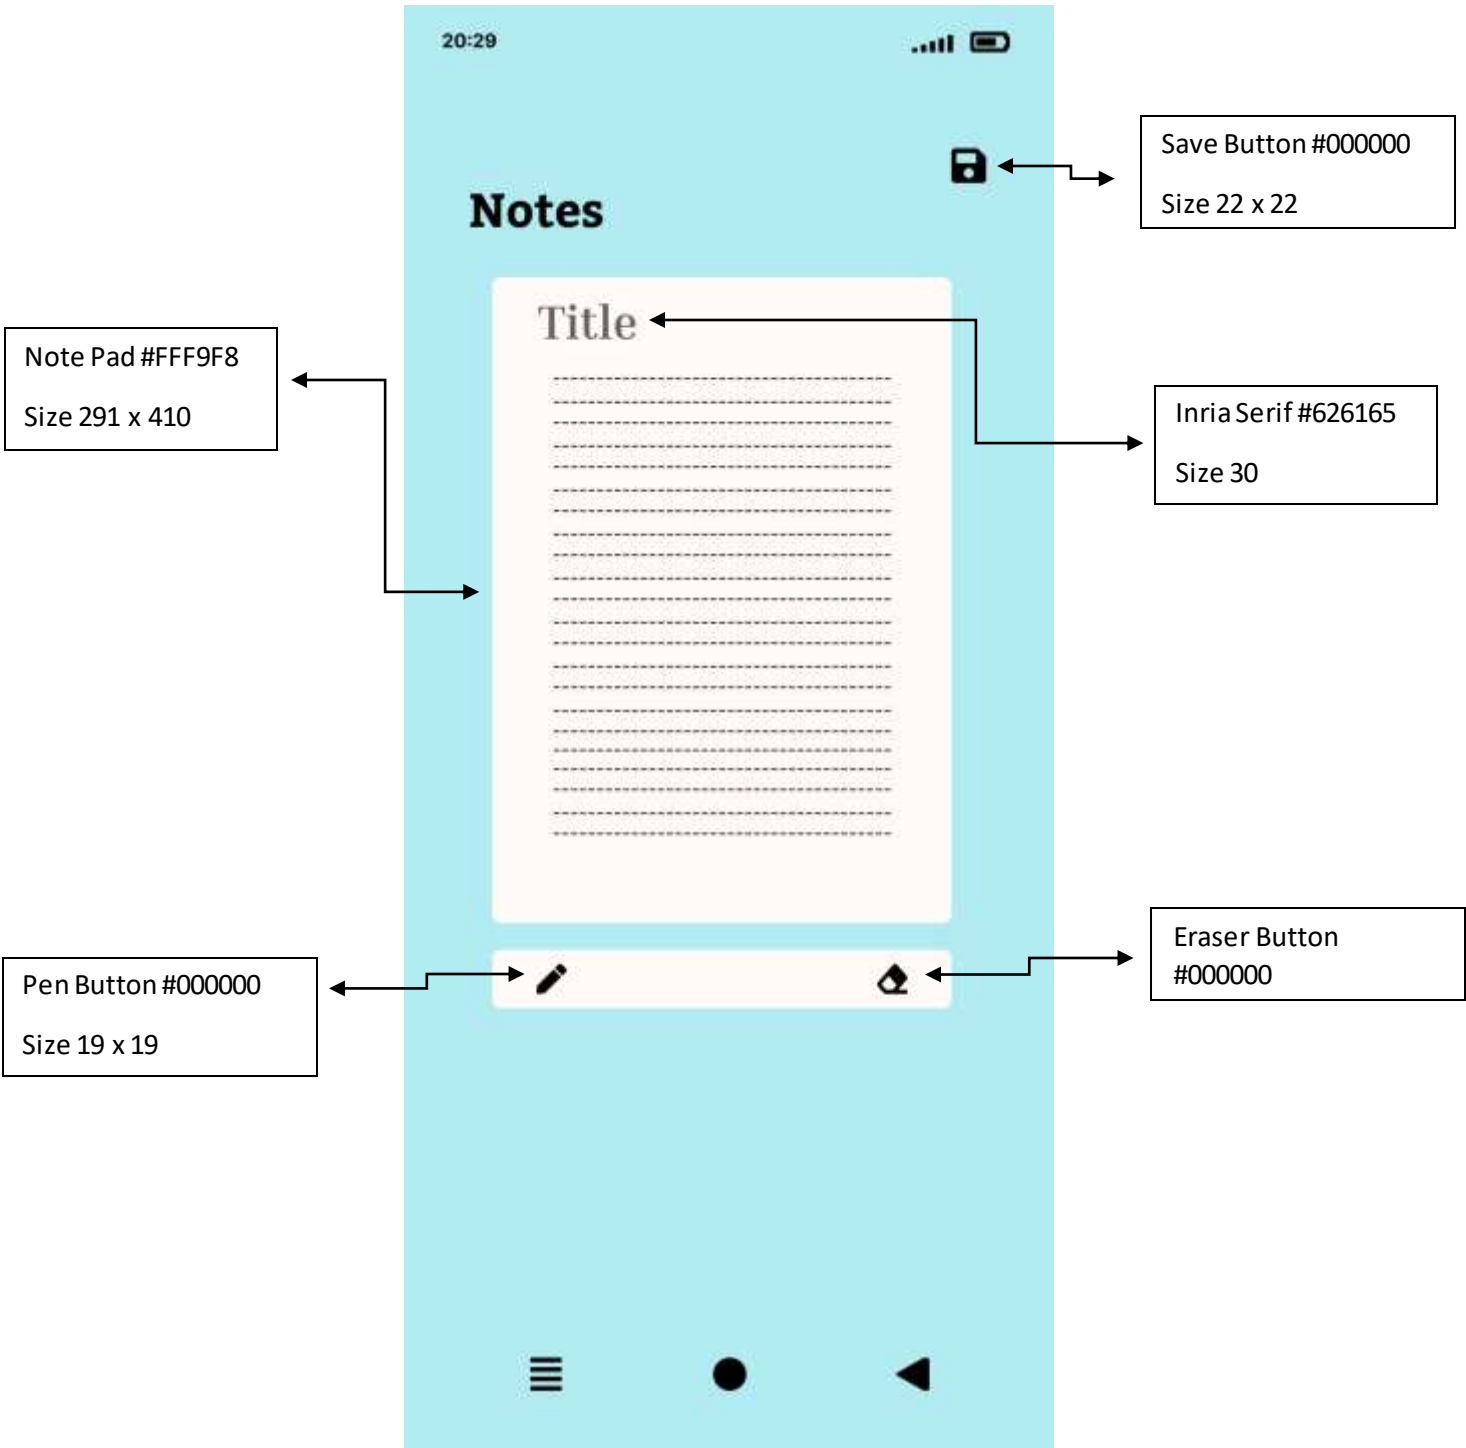 20:29
Save Button #000000
Size 22 x 22
Notes
Title
Note Pad #FFF9F8
Size 291 x 410
Inria Serif #626165
Size 30
Eraser Button
#000000
Pen Button #000000
Size 19 x 19